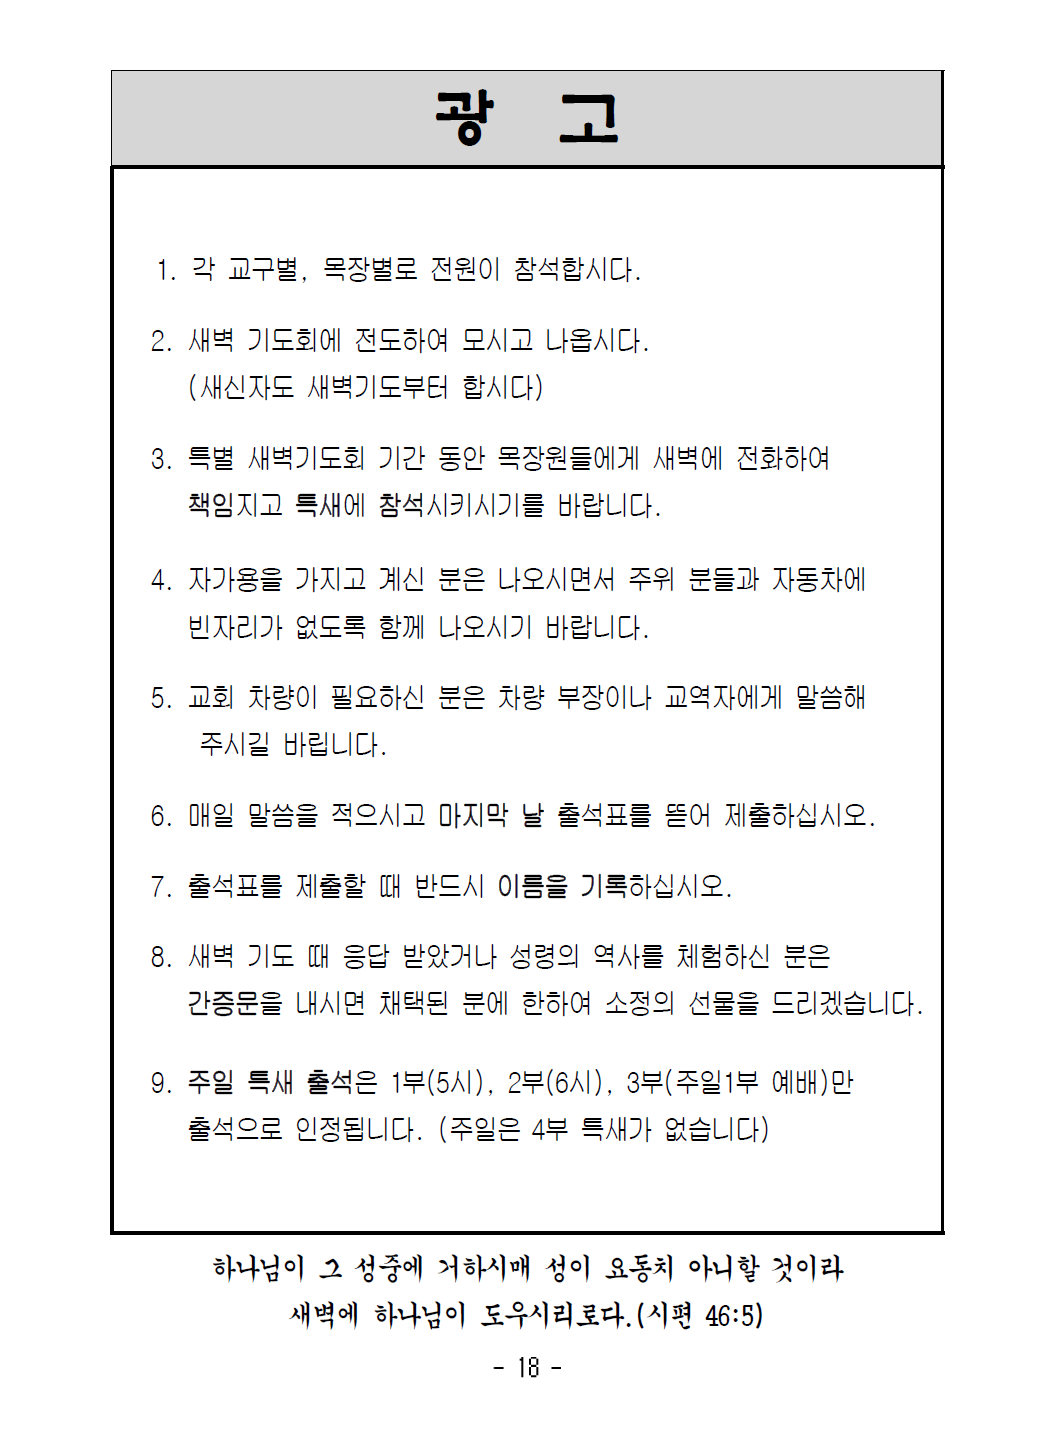 광 고
1. 각 교구별, 목장별로 전원이 참석합시다.
2. 새벽 기도회에 전도하여 모시고 나옵시다.
(새신자도 새벽기도부터 합시다)
3. 특별 새벽기도회 기간 동안 목장원들에게 새벽에 전화하여
책임지고 특새에 참석시키시기를 바랍니다.
4. 자가용을 가지고 계신 분은 나오시면서 주위 분들과 자동차에
빈자리가 없도록 함께 나오시기 바랍니다.
5. 교회 차량이 필요하신 분은 차량 부장이나 교역자에게 말씀해
주시길 바립니다.
6. 매일 말씀을 적으시고 마지막 날 출석표를 뜯어 제출하십시오.
7. 출석표를 제출할 때 반드시 이름을 기록하십시오.
8. 새벽 기도 때 응답 받았거나 성령의 역사를 체험하신 분은
간증문을 내시면 채택된 분에 한하여 소정의 선물을 드리겠습니다.
9. 주일 특새 출석은 1부(5시), 2부(6시), 3부(주일1부 예배)만
출석으로 인정됩니다. (주일은 4부 특새가 없습니다)
하나님이 그 성중에 거하시매 성이 요동치 아니할 것이라
새벽에 하나님이 도우시리로다.(시편 46:5)
- 18 -